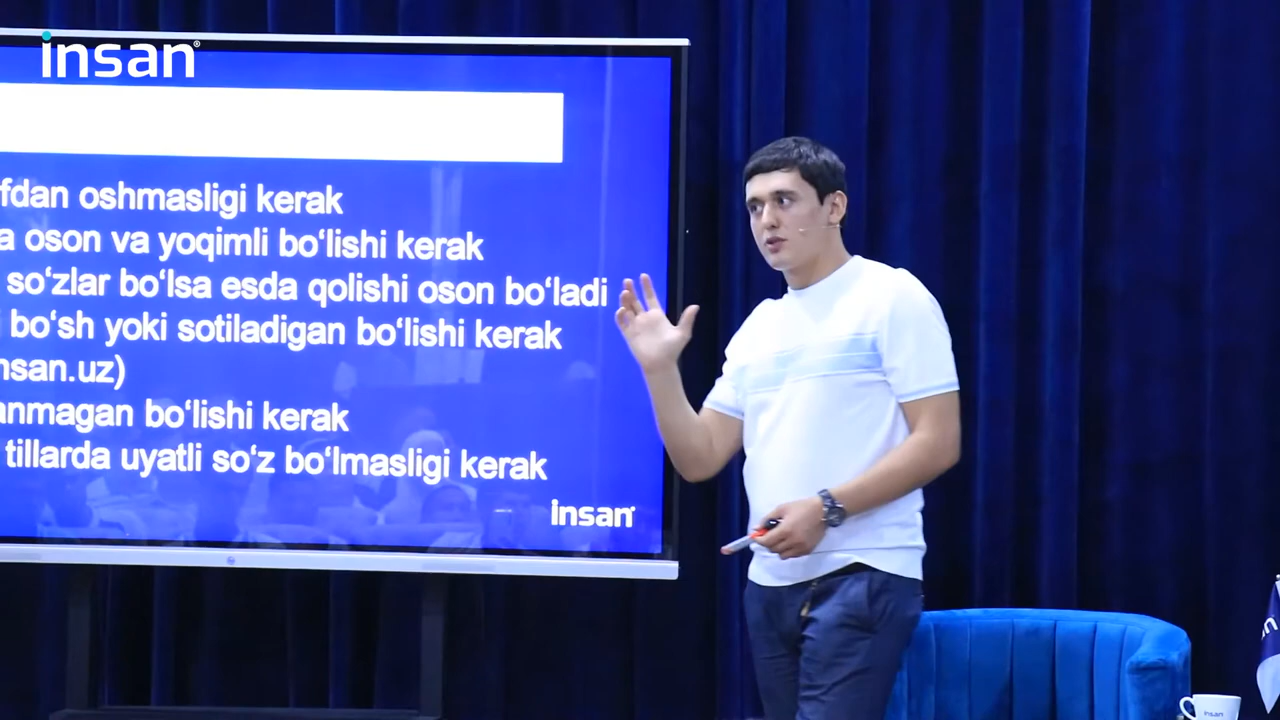 insan
fdan oshmasligi kerak
a oson va yoqimli bo‘lishi kerak
so‘zlar bo‘lsa esda qolishi oson bo‘ladi
bo‘sh yoki sotiladigan bo‘lishi kerak
nsan.uz)
anmagan bo‘lishi kerak
tillarda uyatli so‘z bo‘lmasligi kerak
insan
insan